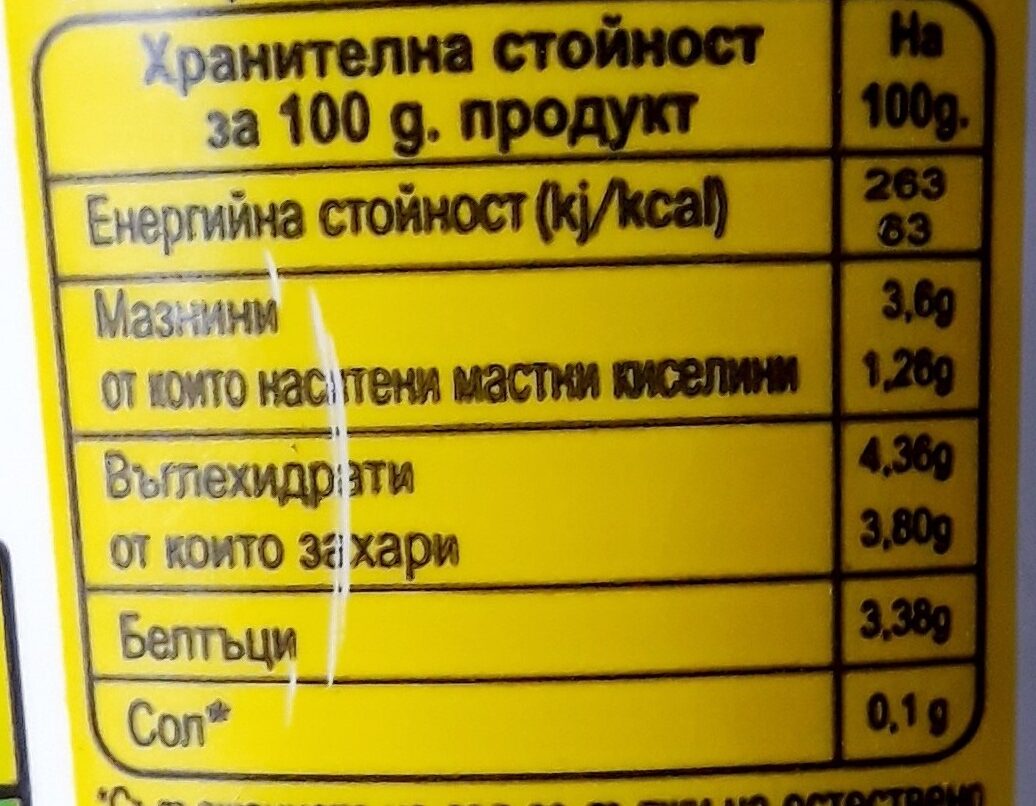 Хранителна стойност
за 100 g. продукт
На
100g.
Енергийна стойност (kj/kcal)
263
63
Мазнини 3,6g
от които наситени мастни киселини 1,26g
Въглехидрати 4,36g
от които захари 3,80g
Белтъци 3,38g
Сол* 0,1 g